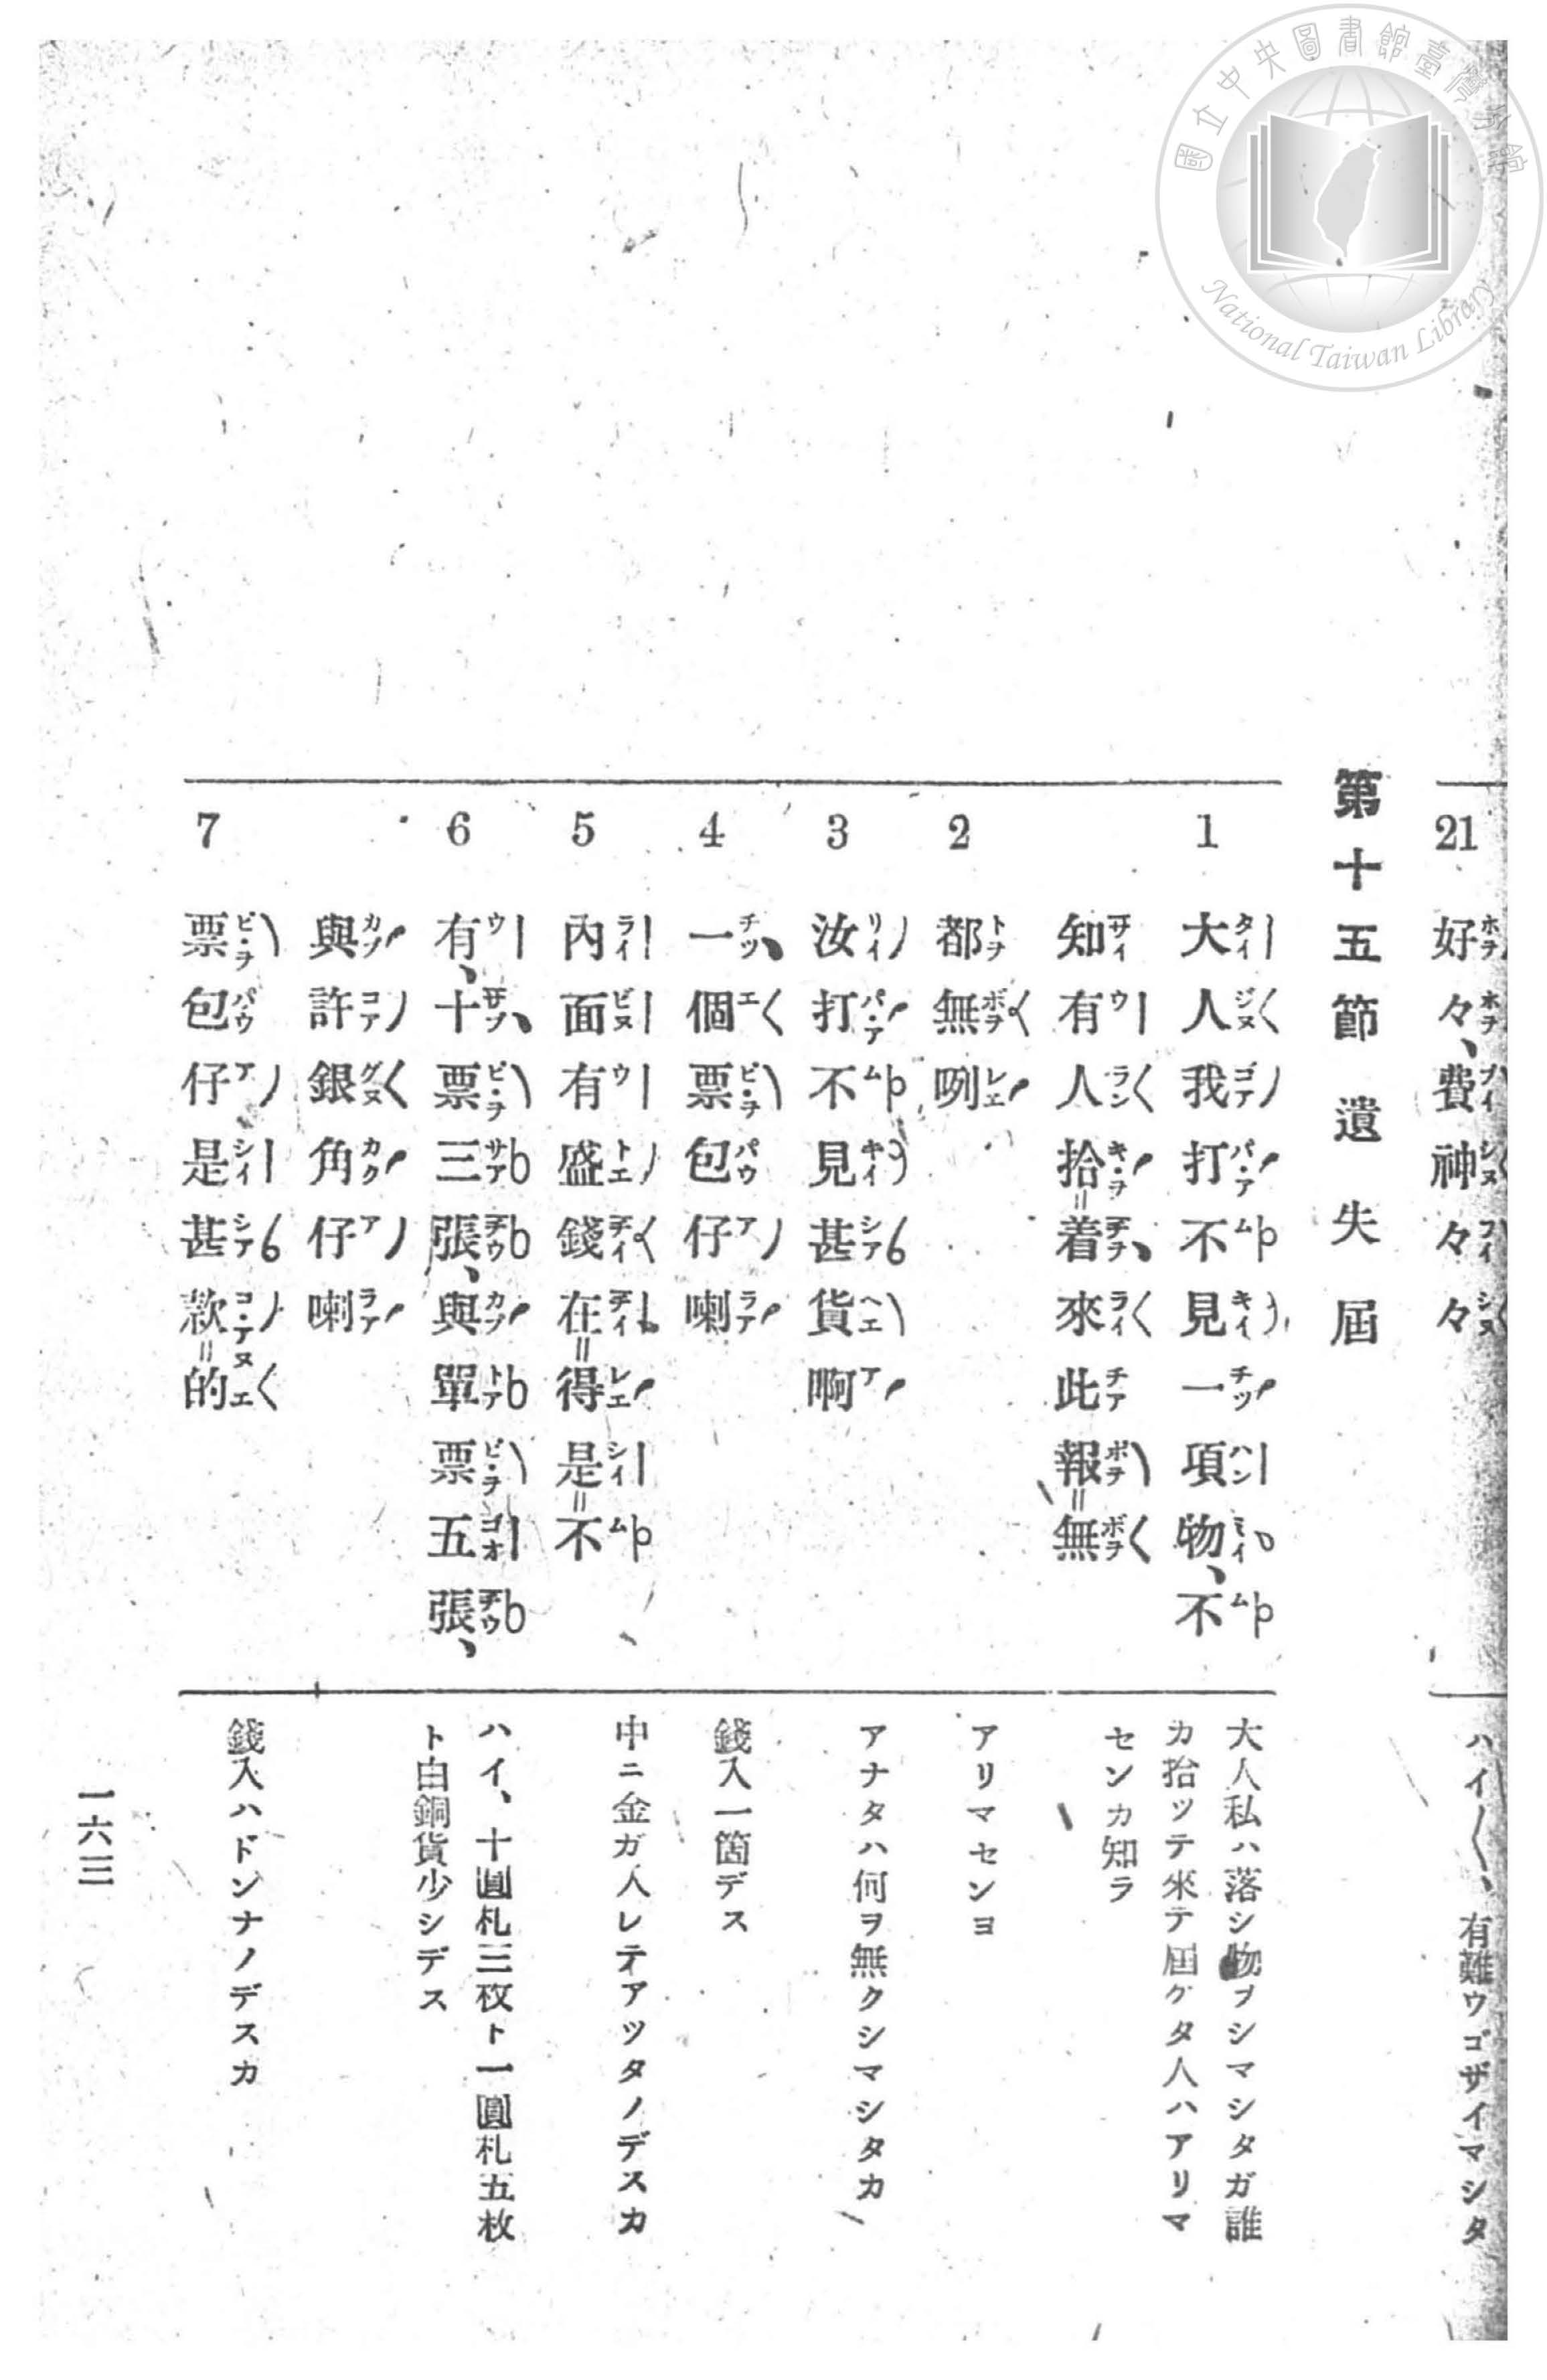 國立中央圖書館臺灣分館
National Taiwan Library
21 好々、費神々々
ハイ〱、有難ウゴザイマシタ
第十五節 遺失屆
1 大人我打不見一項物、不
知有人拾着來此報無
大人私ハ落シ物ヲシマシタガ誰
カ拾ツテ來テ屆ケタ人ハアリマ
センカ知ラ
2 都無咧
アリマセンヨ
3 汝打不見甚貨啊
アナタハ何ヲ無クシマシタカ
4 一個票包仔喇
錢入一箇デス
5 內面有盛錢在得是不
中ニ金ガ入レテアツタノデスカ
6 有、十票三張、與單票五張、
與許銀角仔喇
ハイ、十圓札三枚ト一圓札五枚
ト白銅貨少シデス
7 票包仔是甚款的
錢入ハドンナノデスカ
一六三